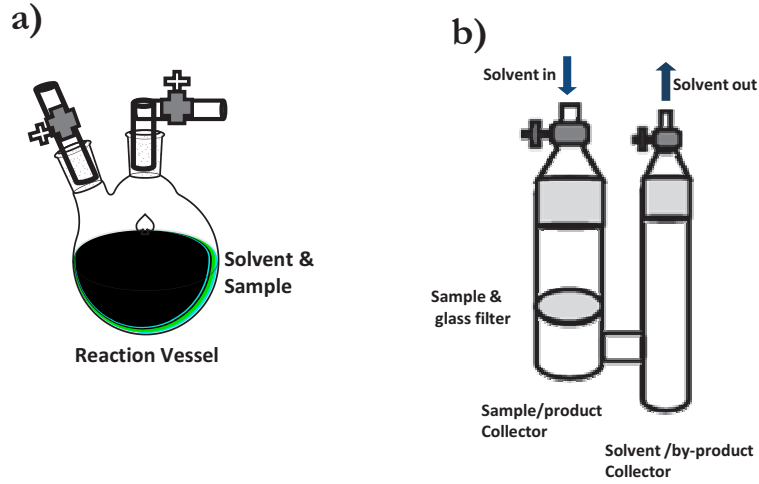 a)
Solvent &
Sample
Reaction Vessel
b)
Solvent in
Solvent out
Sample &
glass filter
Sample/product
Collector
Solvent /by-product
Collector